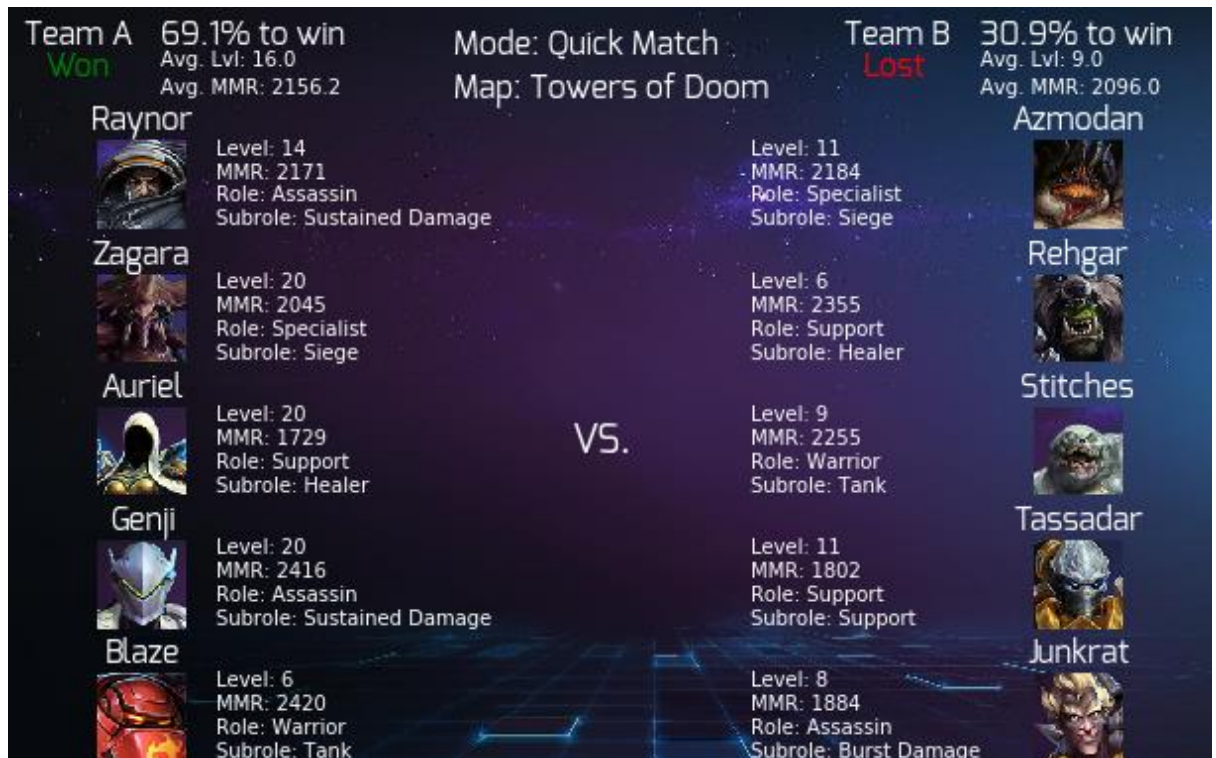 Team A 69.1% to win
Won Avg. Lvl: 16.0
Avg. MMR: 2156.2
Mode: Quick Match
Map: Towers of Doom
Team B 30.9% to win
Lost Avg. Lvl: 9.0
Avg. MMR: 2096.0
Raynor
Level: 14
MMR: 2171
Role: Assassin
Subrole: Sustained Damage
Zagara
Level: 20
MMR: 2045
Role: Specialist
Subrole: Siege
Auriel
Level: 20
MMR: 1729
Role: Support
Subrole: Healer
Genji
Level: 20
MMR: 2416
Role: Assassin
Subrole: Sustained Damage
Blaze
Level: 6
MMR: 2420
Role: Warrior
Subrole: Tank
VS.
Azmodan
Level: 11
MMR: 2184
Role: Specialist
Subrole: Siege
Rehgar
Level: 6
MMR: 2355
Role: Support
Subrole: Healer
Stitches
Level: 9
MMR: 2255
Role: Warrior
Subrole: Tank
Tassadar
Level: 11
MMR: 1802
Role: Support
Subrole: Support
Junkrat
Level: 8
MMR: 1884
Role: Assassin
Subrole: Burst Damage